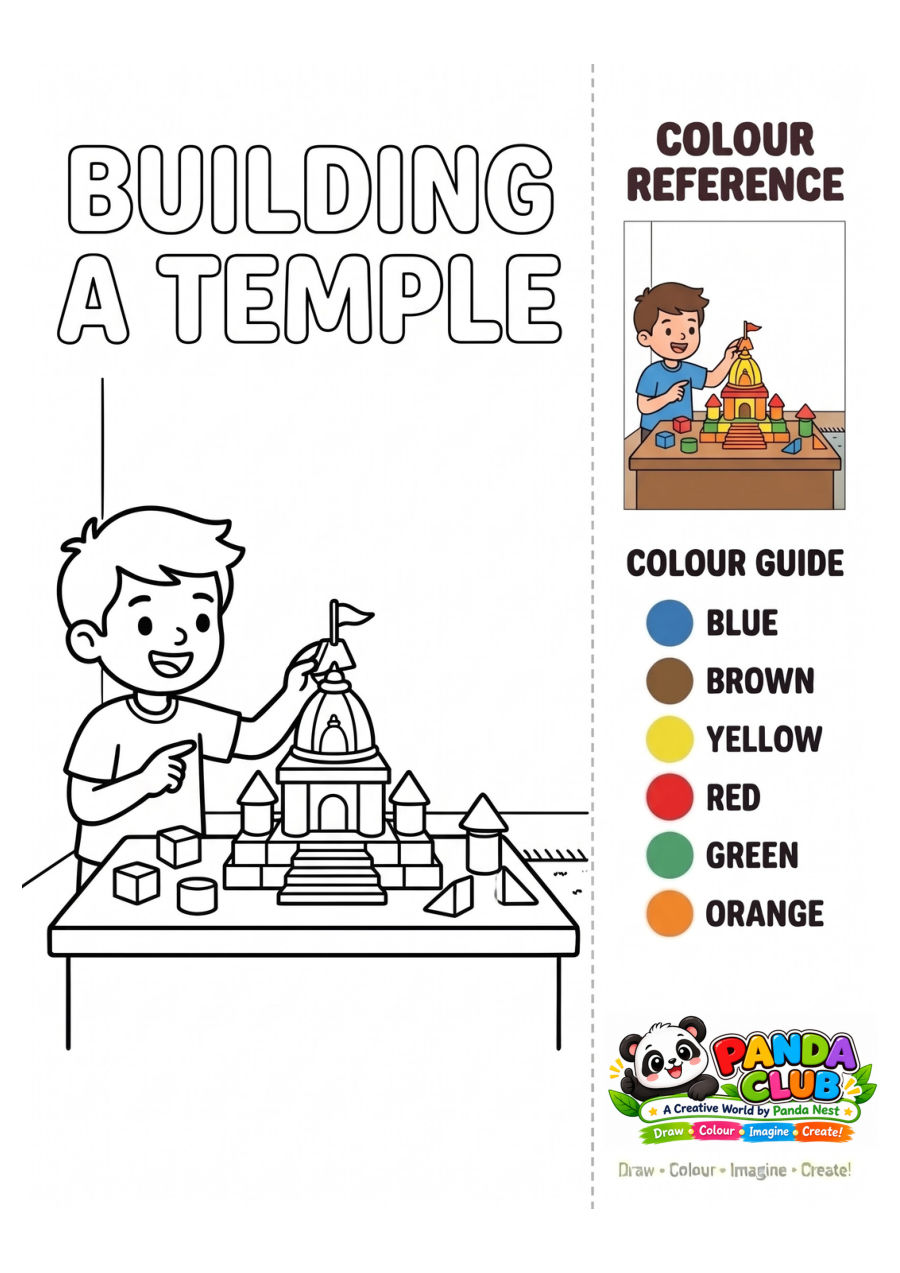 BUILDING
A TEMPLE
COLOUR
REFERENCE
COLOUR GUIDE
BLUE
BROWN
YELLOW
RED
GREEN
ORANGE
PANDA
CLUB
A Creative World by Panda Nest
Draw • Colour • Imagine • Create!
Draw • Colour • Imagine • Create!